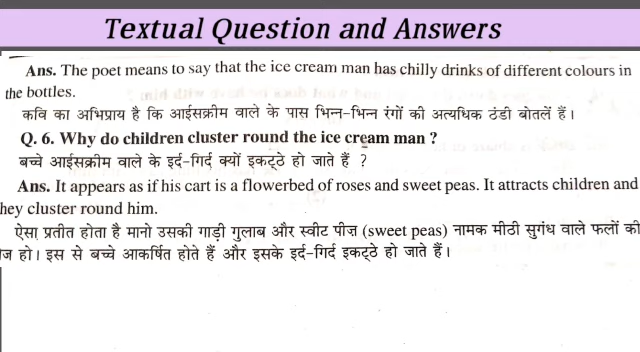 Textual Question and Answers
Ans. The poet means to say that the ice cream man has chilly drinks of different colours in
the bottles.
कवि का अभिप्राय है कि आईसक्रीम वाले के पास भिन्न-भिन्न रंगों की अत्यधिक ठंडी बोतलें हैं।
Q. 6. Why do children cluster round the ice cream man ?
बच्चे आईसक्रीम वाले के इर्द-गिर्द क्यों इकट्ठे हो जाते हैं ?
Ans. It appears as if his cart is a flowerbed of roses and sweet peas. It attracts children and
hey cluster round him.
ऐसा प्रतीत होता है मानो उसकी गाड़ी गुलाब और स्वीट पीज़ (sweet peas) नामक मीठी सुगंध वाले फलों की
ज हो। इस से बच्चे आकर्षित होते हैं और इसके इर्द-गिर्द इकट्ठे हो जाते हैं।